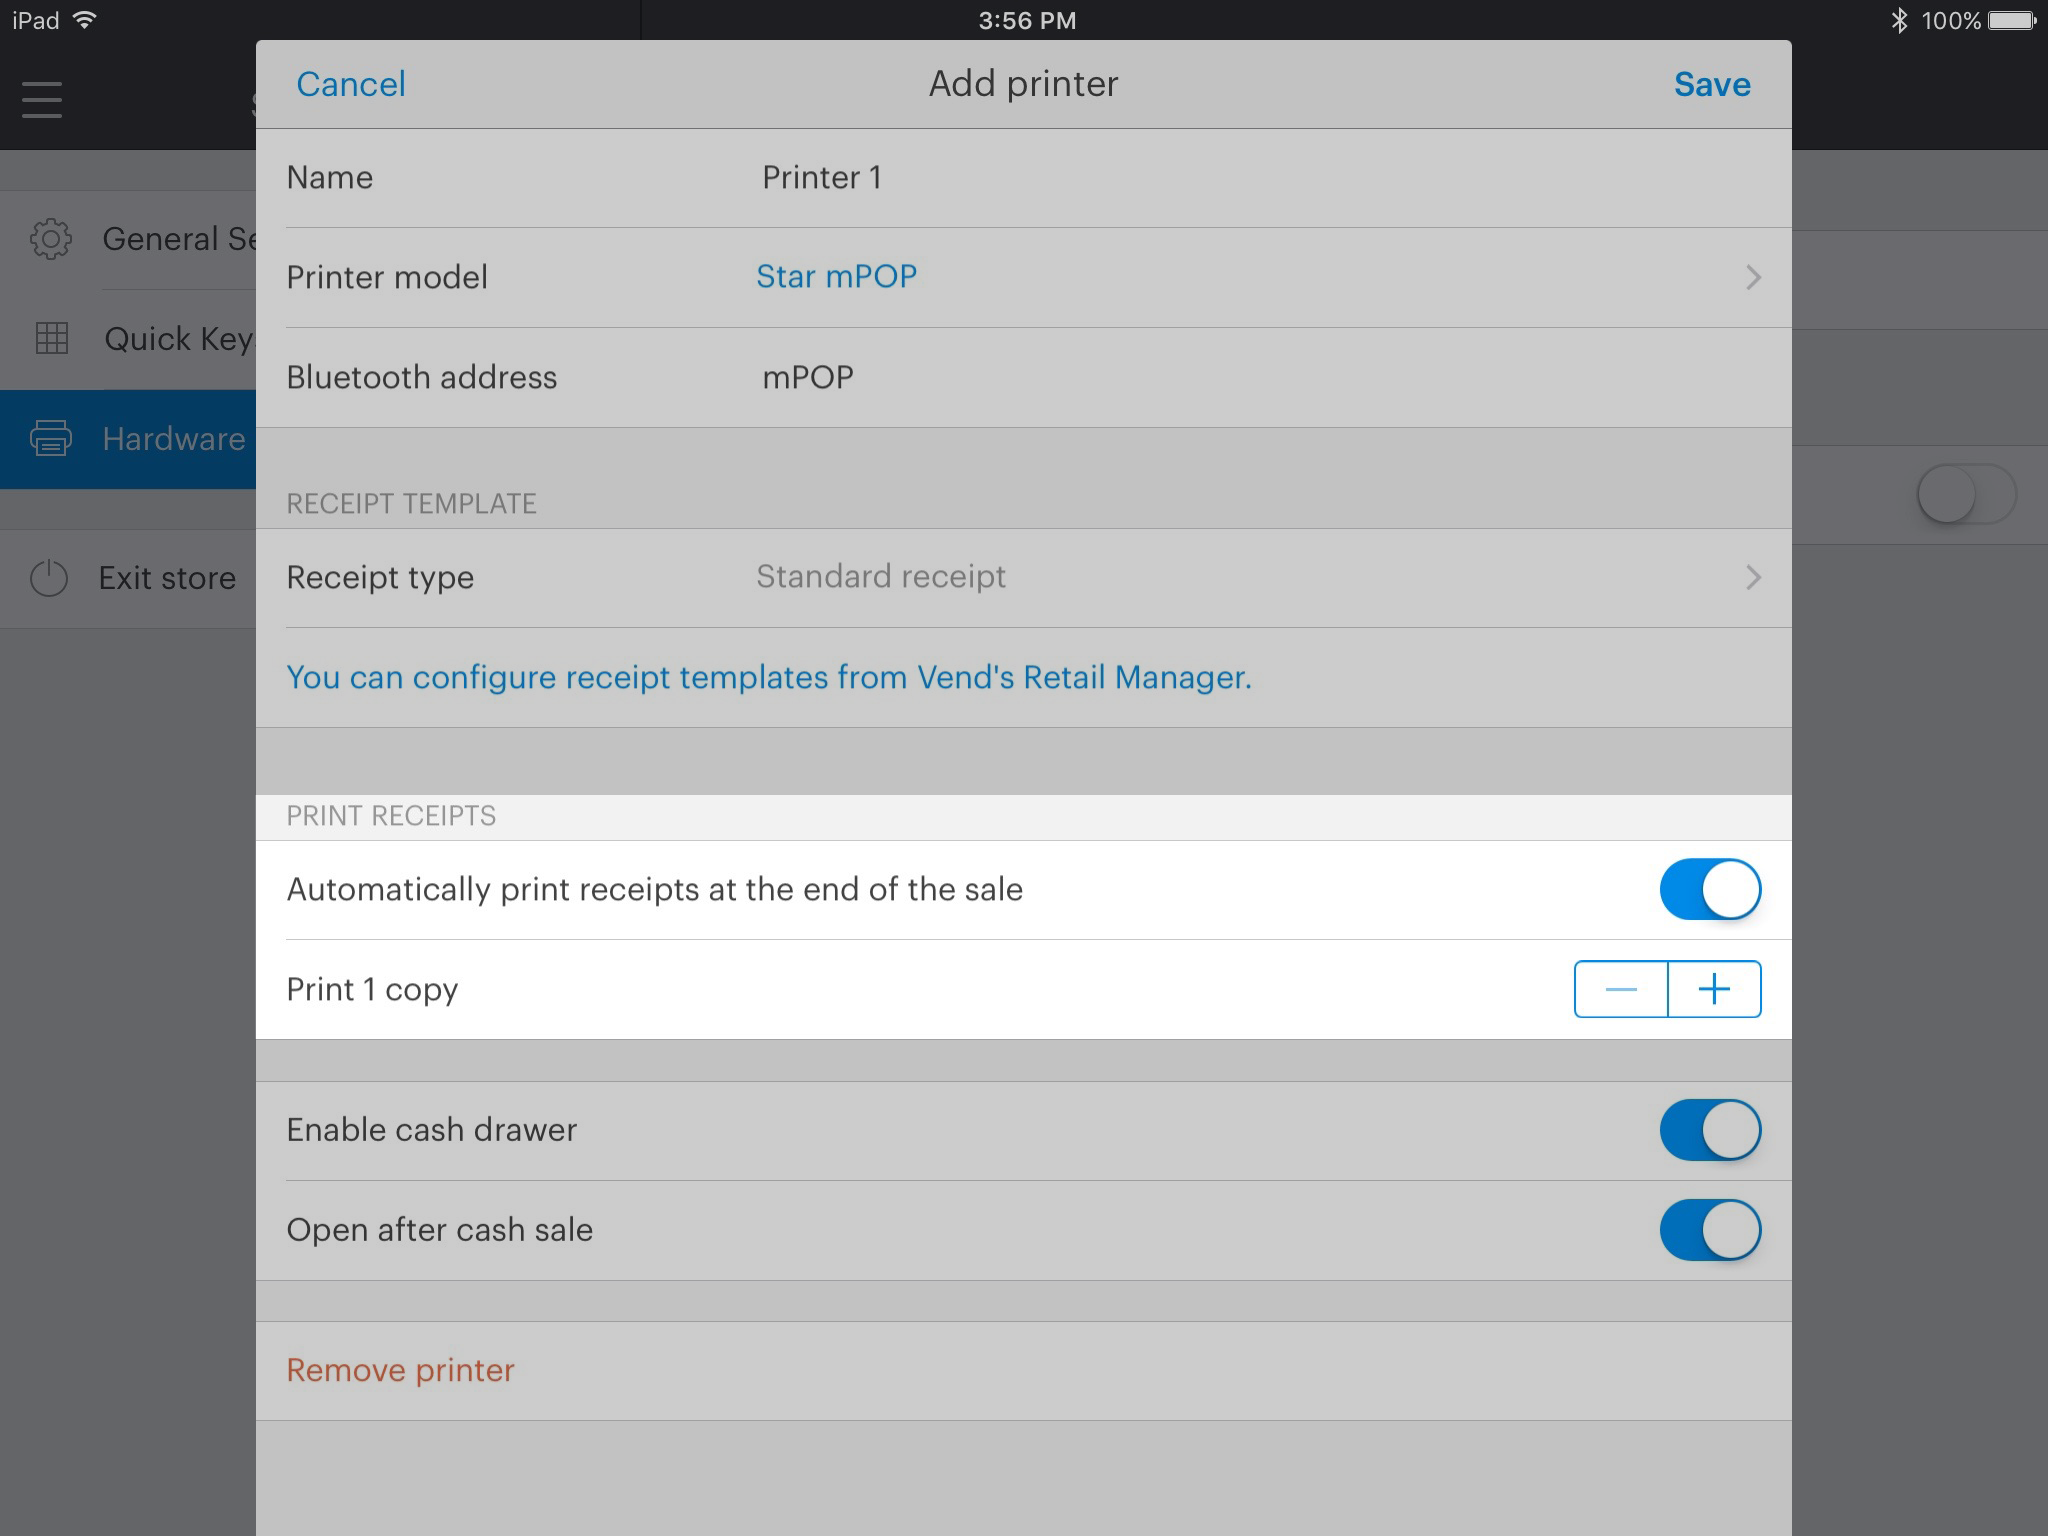 iPad 3:56 PM 100%
Cancel Add printer Save
Name Printer 1
General Se
Printer model Star mPOP
Quick Key
Bluetooth address mPOP
Hardware
RECEIPT TEMPLATE
Exit store
Receipt type Standard receipt
You can configure receipt templates from Vend's Retail Manager.
PRINT RECEIPTS
Automatically print receipts at the end of the sale
Print 1 copy
Enable cash drawer
Open after cash sale
Remove printer